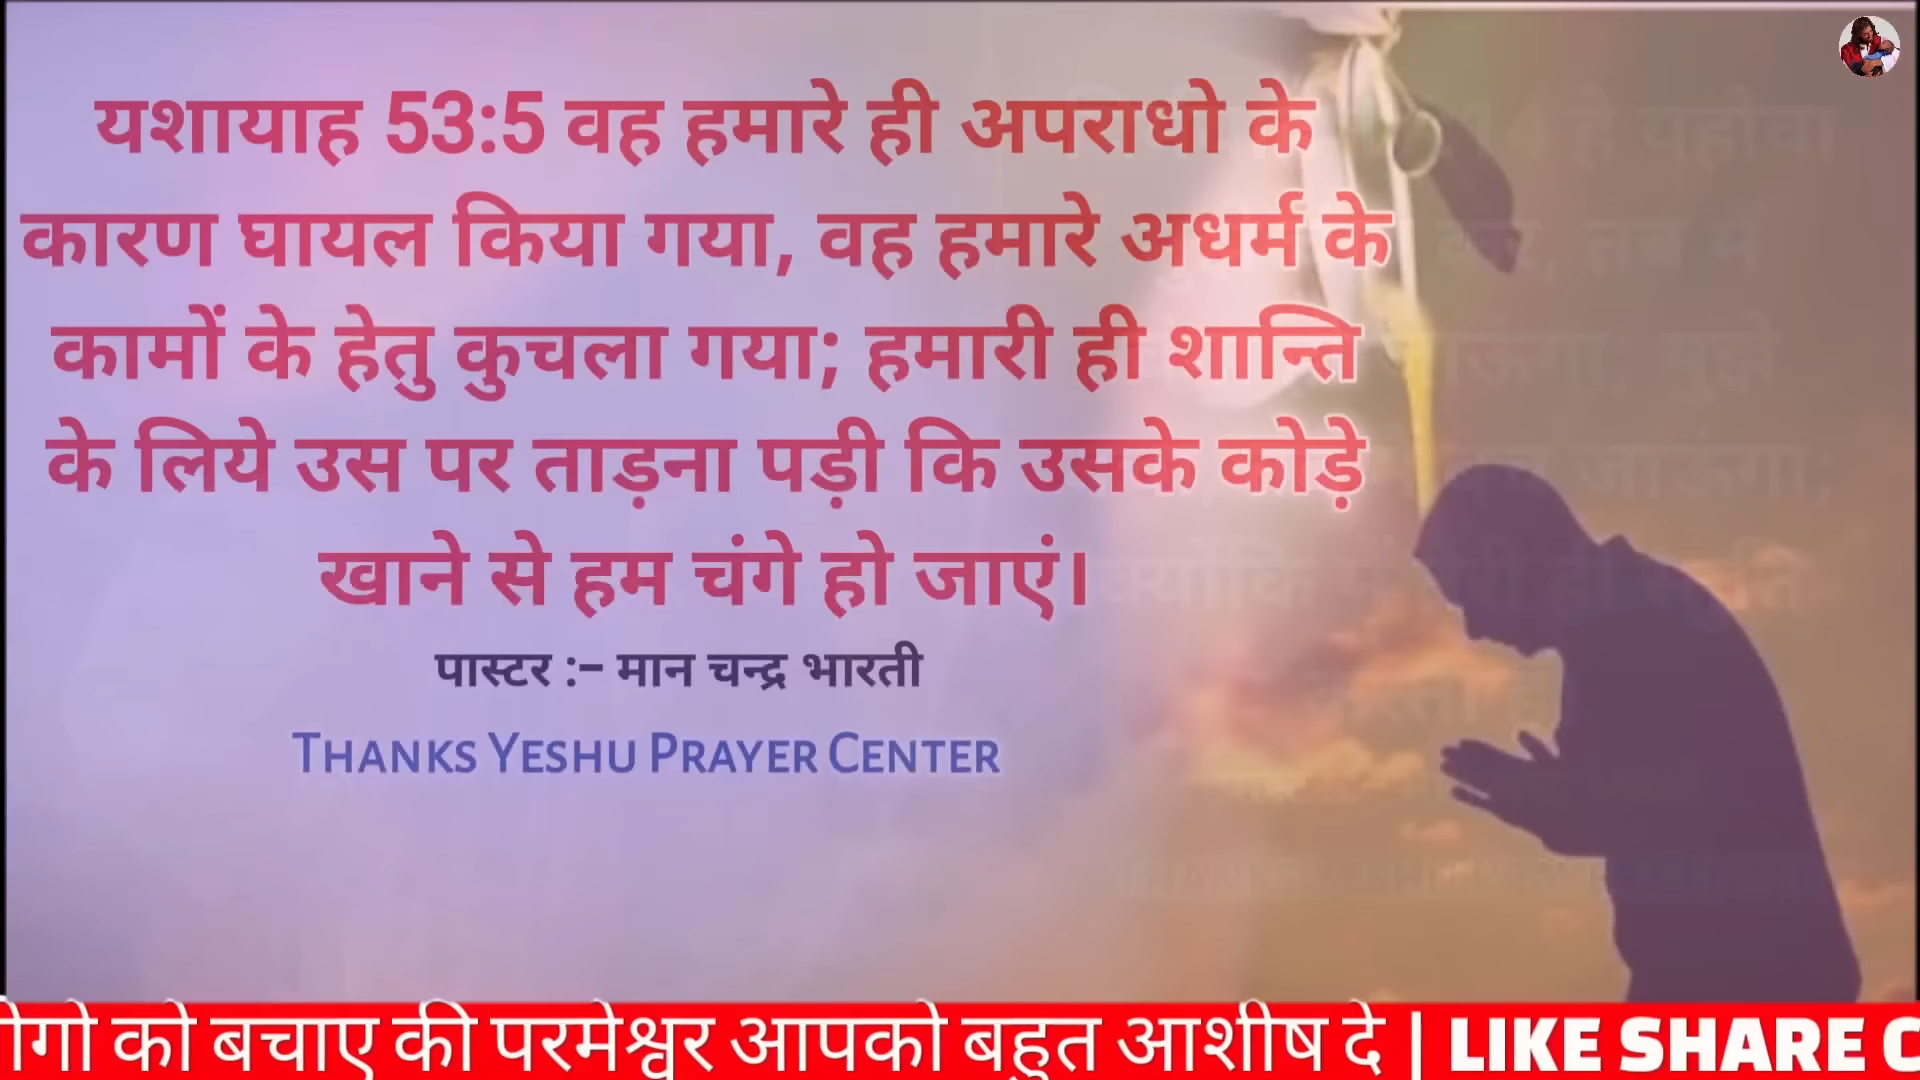 यशायाह 53:5 वह हमारे ही अपराधो के
कारण घायल किया गया, वह हमारे अधर्म के
कामों के हेतु कुचला गया; हमारी ही शान्ति
के लिये उस पर ताड़ना पड़ी कि उसके कोड़े
खाने से हम चंगे हो जाएं।
पास्टर :– मान चन्द्र भारती
THANKS YESHU PRAYER CENTER
को बचाए की परमेश्वर आपको बहुत आशीष दे | LIKE SHARE